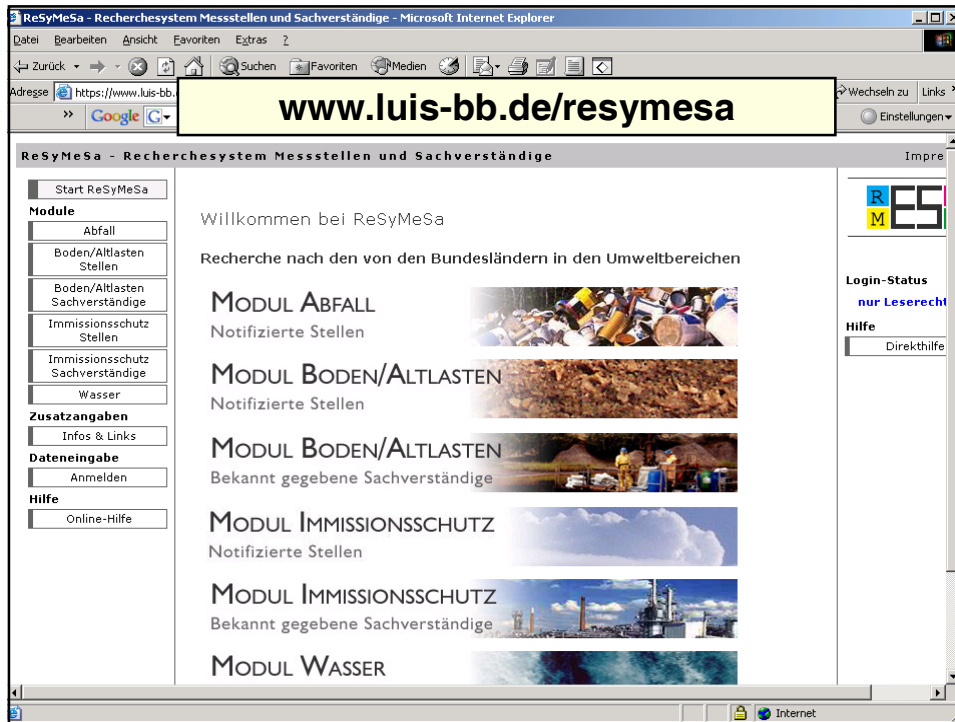 ReSyMeSa - Recherchesystem Messstellen und Sachverständige - Microsoft Internet Explorer
Datei Bearbeiten Ansicht Favoriten Extras ?
Zurück Suchen Favoriten Medien
Adresse https://www.luis-bb. Wechseln zu Links
www.luis-bb.de/resymesa
» Google G Einstellungen
ReSyMeSa - Recherchesystem Messstellen und Sachverständige Impre
Start ReSyMeSa
Module
Abfall
Boden/Altlasten
Stellen
Boden/Altlasten
Sachverständige
Immissionsschutz
Stellen
Immissionsschutz
Sachverständige
Wasser
Zusatzangaben
Infos & Links
Dateneingabe
Anmelden
Hilfe
Online-Hilfe
Willkommen bei ReSyMeSa
Recherche nach den von den Bundesländern in den Umweltbereichen
MODUL ABFALL
Notifizierte Stellen
MODUL BODEN/ALTLASTEN
Notifizierte Stellen
MODUL BODEN/ALTLASTEN
Bekannt gegebene Sachverständige
MODUL IMMISSIONSSCHUTZ
Notifizierte Stellen
MODUL IMMISSIONSSCHUTZ
Bekannt gegebene Sachverständige
MODUL WASSER
R ES
M
Login-Status
nur Leserecht
Hilfe
Direkthilfe
Internet